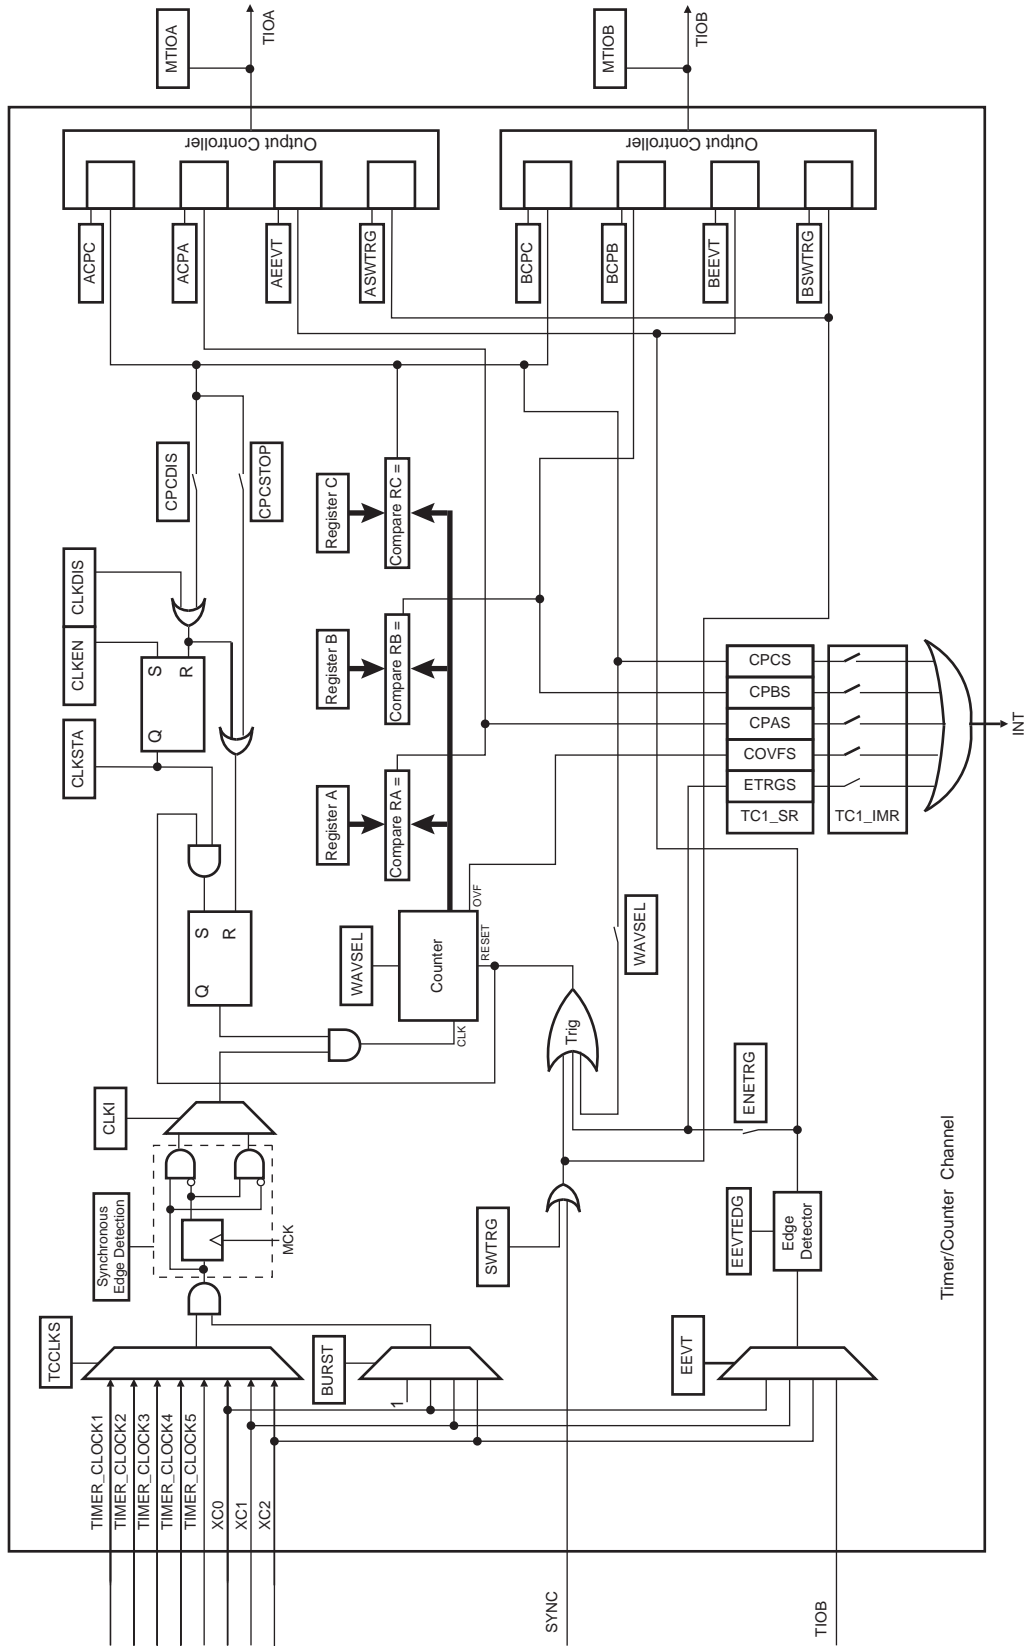 TIMER_CLOCK1
TIMER_CLOCK2
TIMER_CLOCK3
TIMER_CLOCK4
TIMER_CLOCK5
XC0
XC1
XC2
TCCLKS
Synchronous
Edge Detection
CLKI
MCK
BURST
1
CLKSTA
CLKEN
CLKDIS
Q
S
R
Q
S
R
CPCDIS
CPCSTOP
ACPC
ACPA
AEEVT
ASWTRG
Output Controller
MTIOA
TIOA
Register A
Register B
Register C
Compare RA =
Compare RB =
Compare RC =
WAVSEL
Counter
CLK
RESET
OVF
SYNC
SWTRG
Trig
WAVSEL
BCPC
BCPB
BEEVT
BSWTRG
Output Controller
MTIOB
TIOB
TIOB
EEVT
EEVTEDG
Edge
Detector
ENETRG
CPCS
CPBS
CPAS
COVFS
ETRGS
TC1_SR
TC1_IMR
INT
Timer/Counter Channel